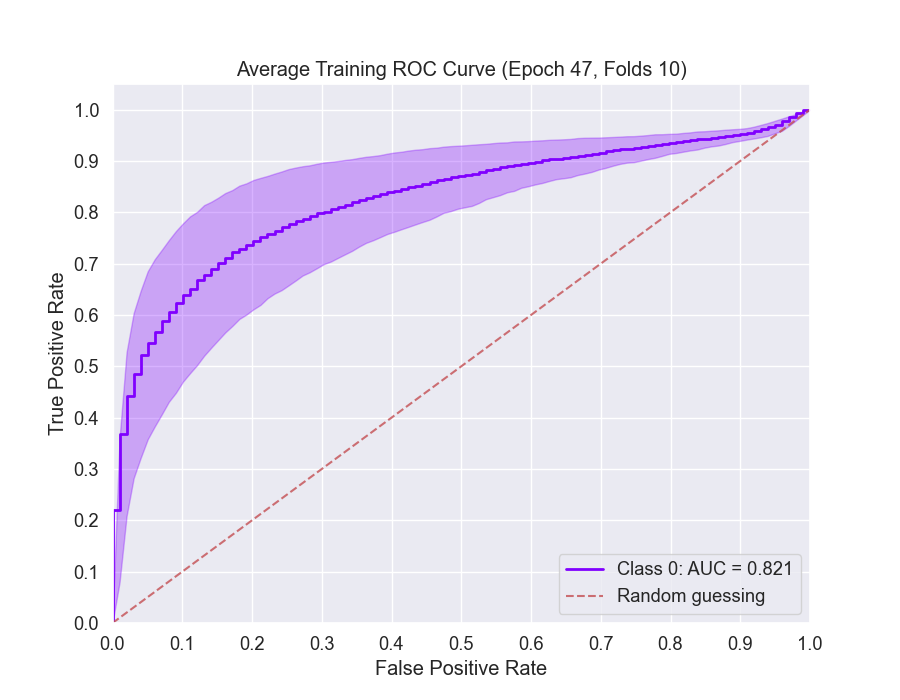 Average Training ROC Curve (Epoch 47, Folds 10)
True Positive Rate
1.0
0.9
0.8
0.7
0.6
0.5
0.4
0.3
0.2
0.1
0.0
Class 0: AUC = 0.821
Random guessing
0.0 0.1 0.2 0.3 0.4 0.5 0.6 0.7 0.8 0.9 1.0
False Positive Rate